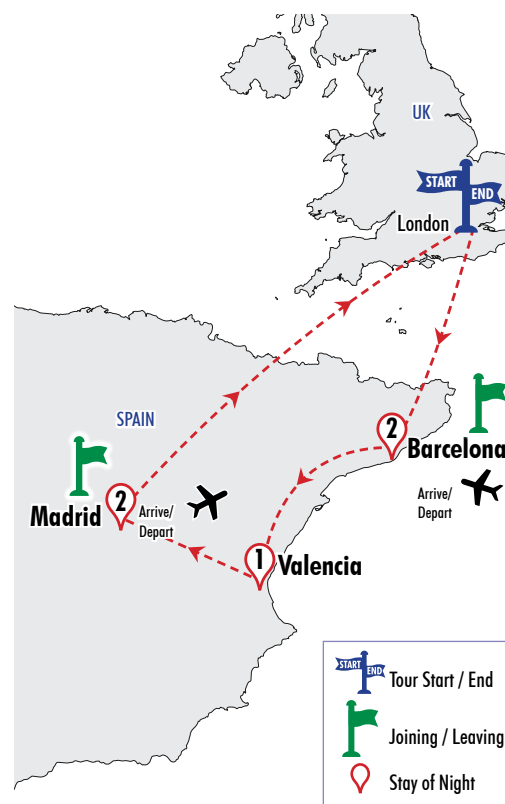 UK
START
END
London
SPAIN
2
Barcelona
Arrive/
Depart
2
Madrid
Arrive/
Depart
1
Valencia
START
END
Tour Start / End
Joining / Leaving
Stay of Night